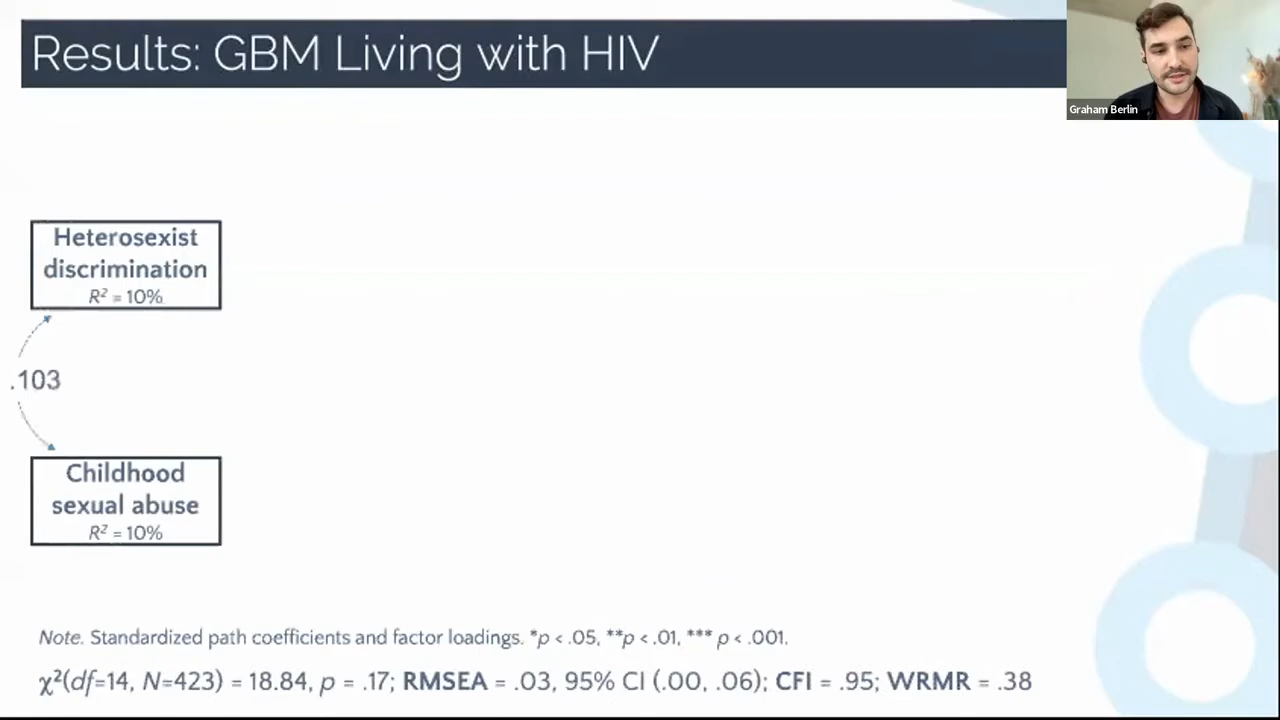 Results: GBM Living with HIV
Graham Berlin
Heterosexist
discrimination
R² = 10%
.103
Childhood
sexual abuse
R² = 10%
Note. Standardized path coefficients and factor loadings. *p < .05, **p < .01, *** p < .001.
χ²(df=14, N=423) = 18.84, p = .17; RMSEA = .03, 95% CI (.00, .06); CFI = .95; WRMR = .38